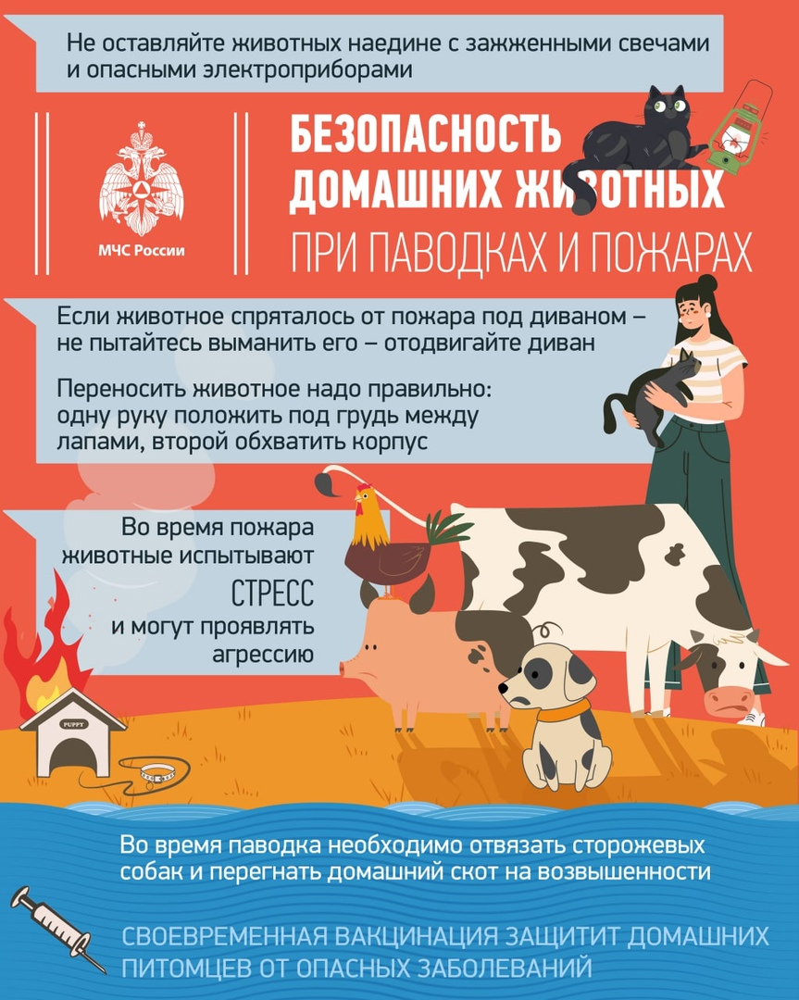 Не оставляйте животных наедине с зажженными свечами
и опасными электроприборами
МЧС России
БЕЗОПАСНОСТЬ
ДОМАШНИХ ЖИВОТНЫХ
ПРИ ПАВОДКАХ И ПОЖАРАХ
Если животное спряталось от пожара под диваном –
не пытайтесь выманить его – отодвигайте диван
Переносить животное надо правильно:
одну руку положить под грудь между
лапами, второй обхватить корпус
Во время пожара
животные испытывают
СТРЕСС
и могут проявлять
агрессию
PUPPY
Во время паводка необходимо отвязать сторожевых
собак и перегнать домашний скот на возвышенности
СВОЕВРЕМЕННАЯ ВАКЦИНАЦИЯ ЗАЩИТИТ ДОМАШНИХ
ПИТОМЦЕВ ОТ ОПАСНЫХ ЗАБОЛЕВАНИЙ